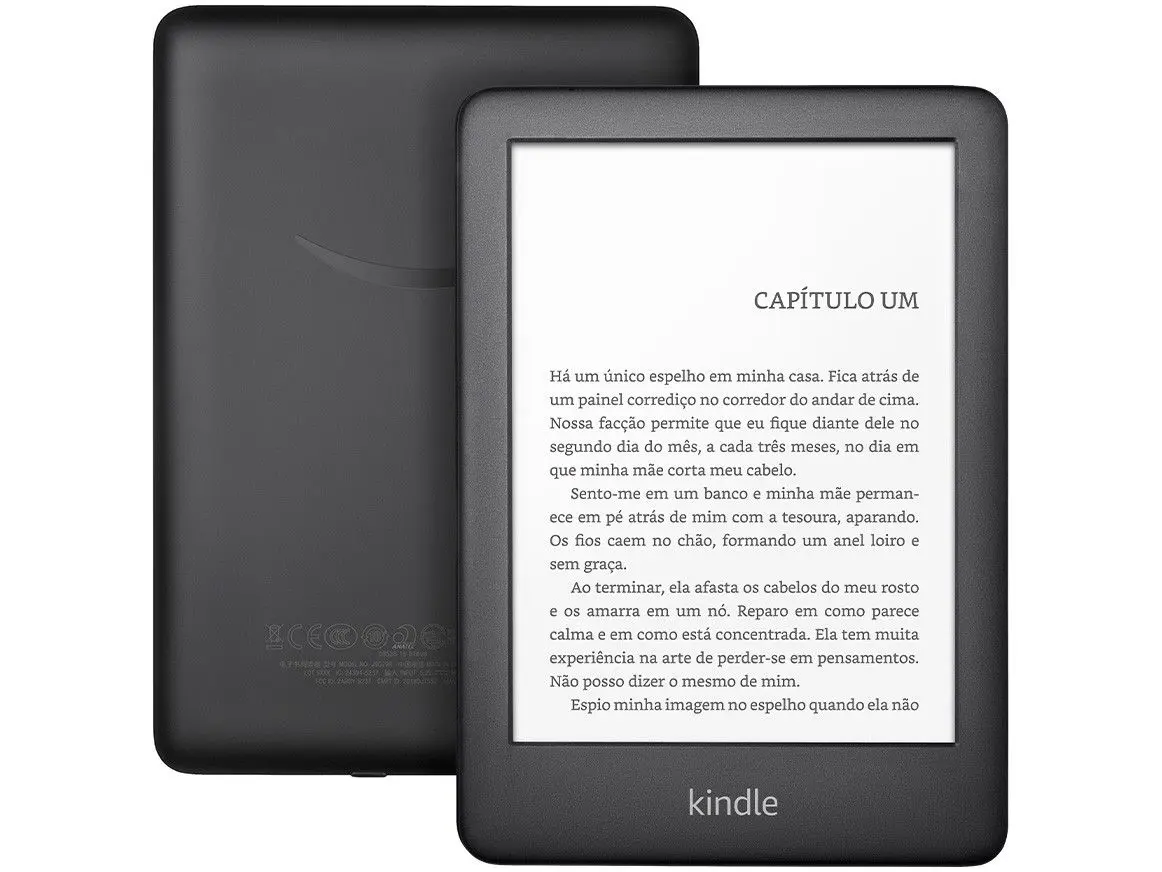 CAPÍTULO UM
Há um único espelho em minha casa. Fica atrás de
um painel corrediço no corredor do andar de cima.
Nossa facção permite que eu fique diante dele no
segundo dia do mês, a cada três meses, no dia em
que minha mãe corta meu cabelo.
Sento-me em um banco e minha mãe perman-
ece em pé atrás de mim com a tesoura, aparando.
Os fios caem no chão, formando um anel loiro e
sem graça.
Ao terminar, ela afasta os cabelos do meu rosto
e os amarra em um nó. Reparo em como parece
calma e em como está concentrada. Ela tem muita
experiência na arte de perder-se em pensamentos.
Não posso dizer o mesmo de mim.
Espio minha imagem no espelho quando ela não
kindle